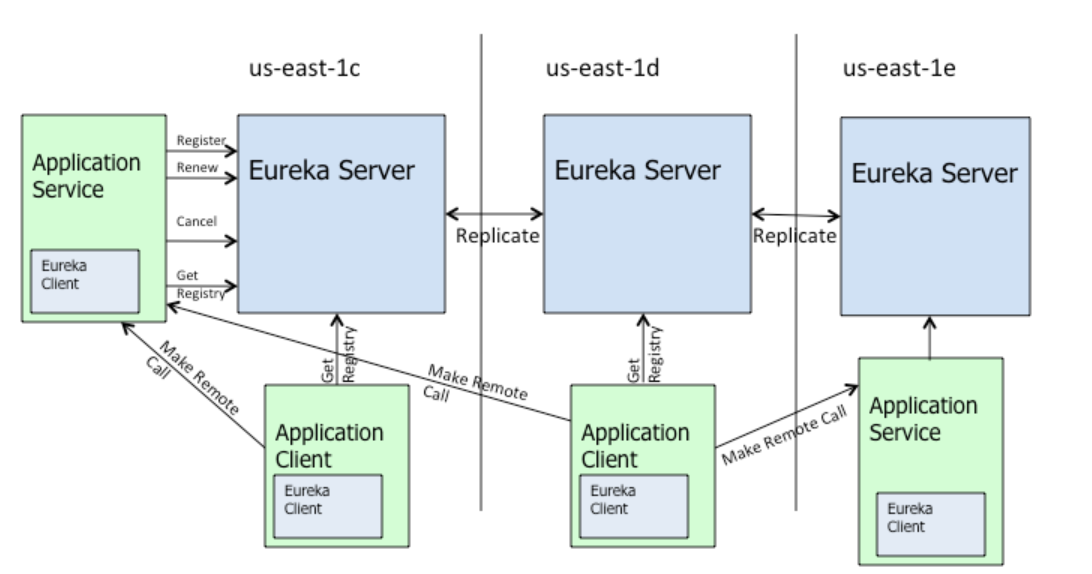 us-east-1c
us-east-1d
us-east-1e
Application
Service
Eureka
Client
Register
Renew
Cancel
Get
Registry
Eureka Server
Replicate
Eureka Server
Replicate
Eureka Server
Make Remote
Call
Get
Registry
Make Remote
Call
Get
Registry
Make Remote Call
Application
Client
Eureka
Client
Application
Client
Eureka
Client
Application
Service
Eureka
Client